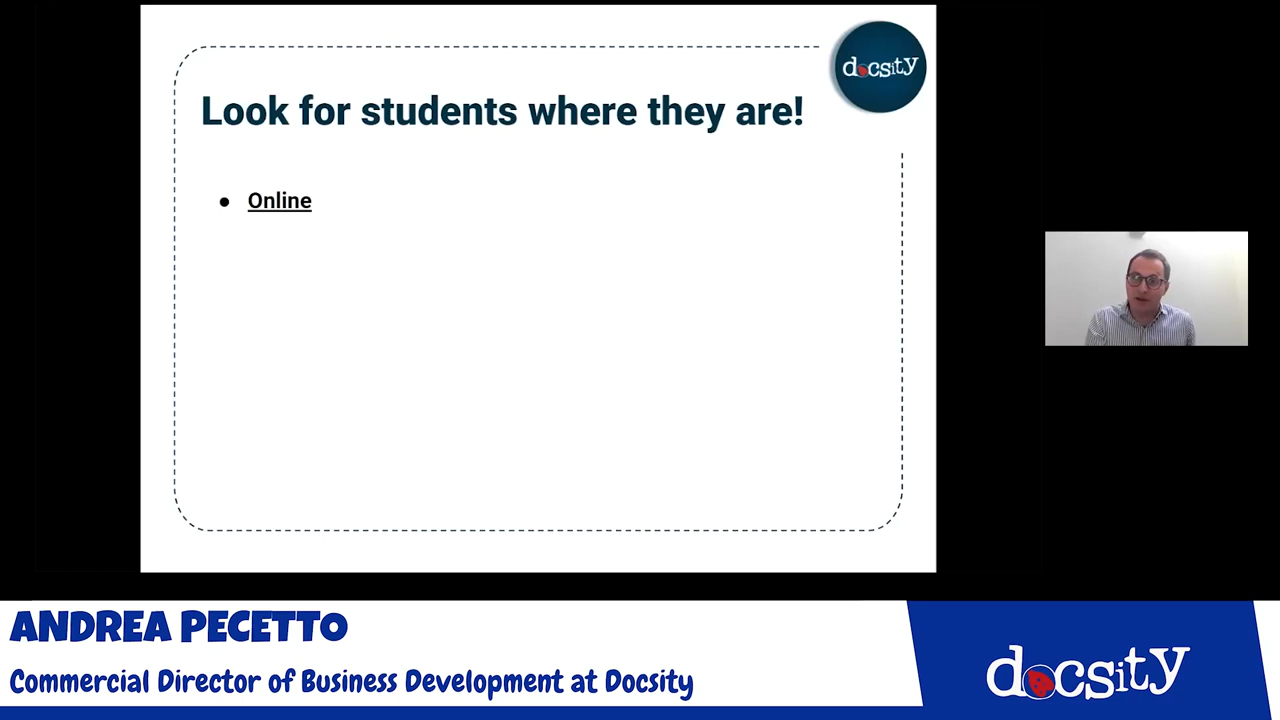 docsity
Look for students where they are!
● Online
ANDREA PECETTO
Commercial Director of Business Development at Docsity
docsity